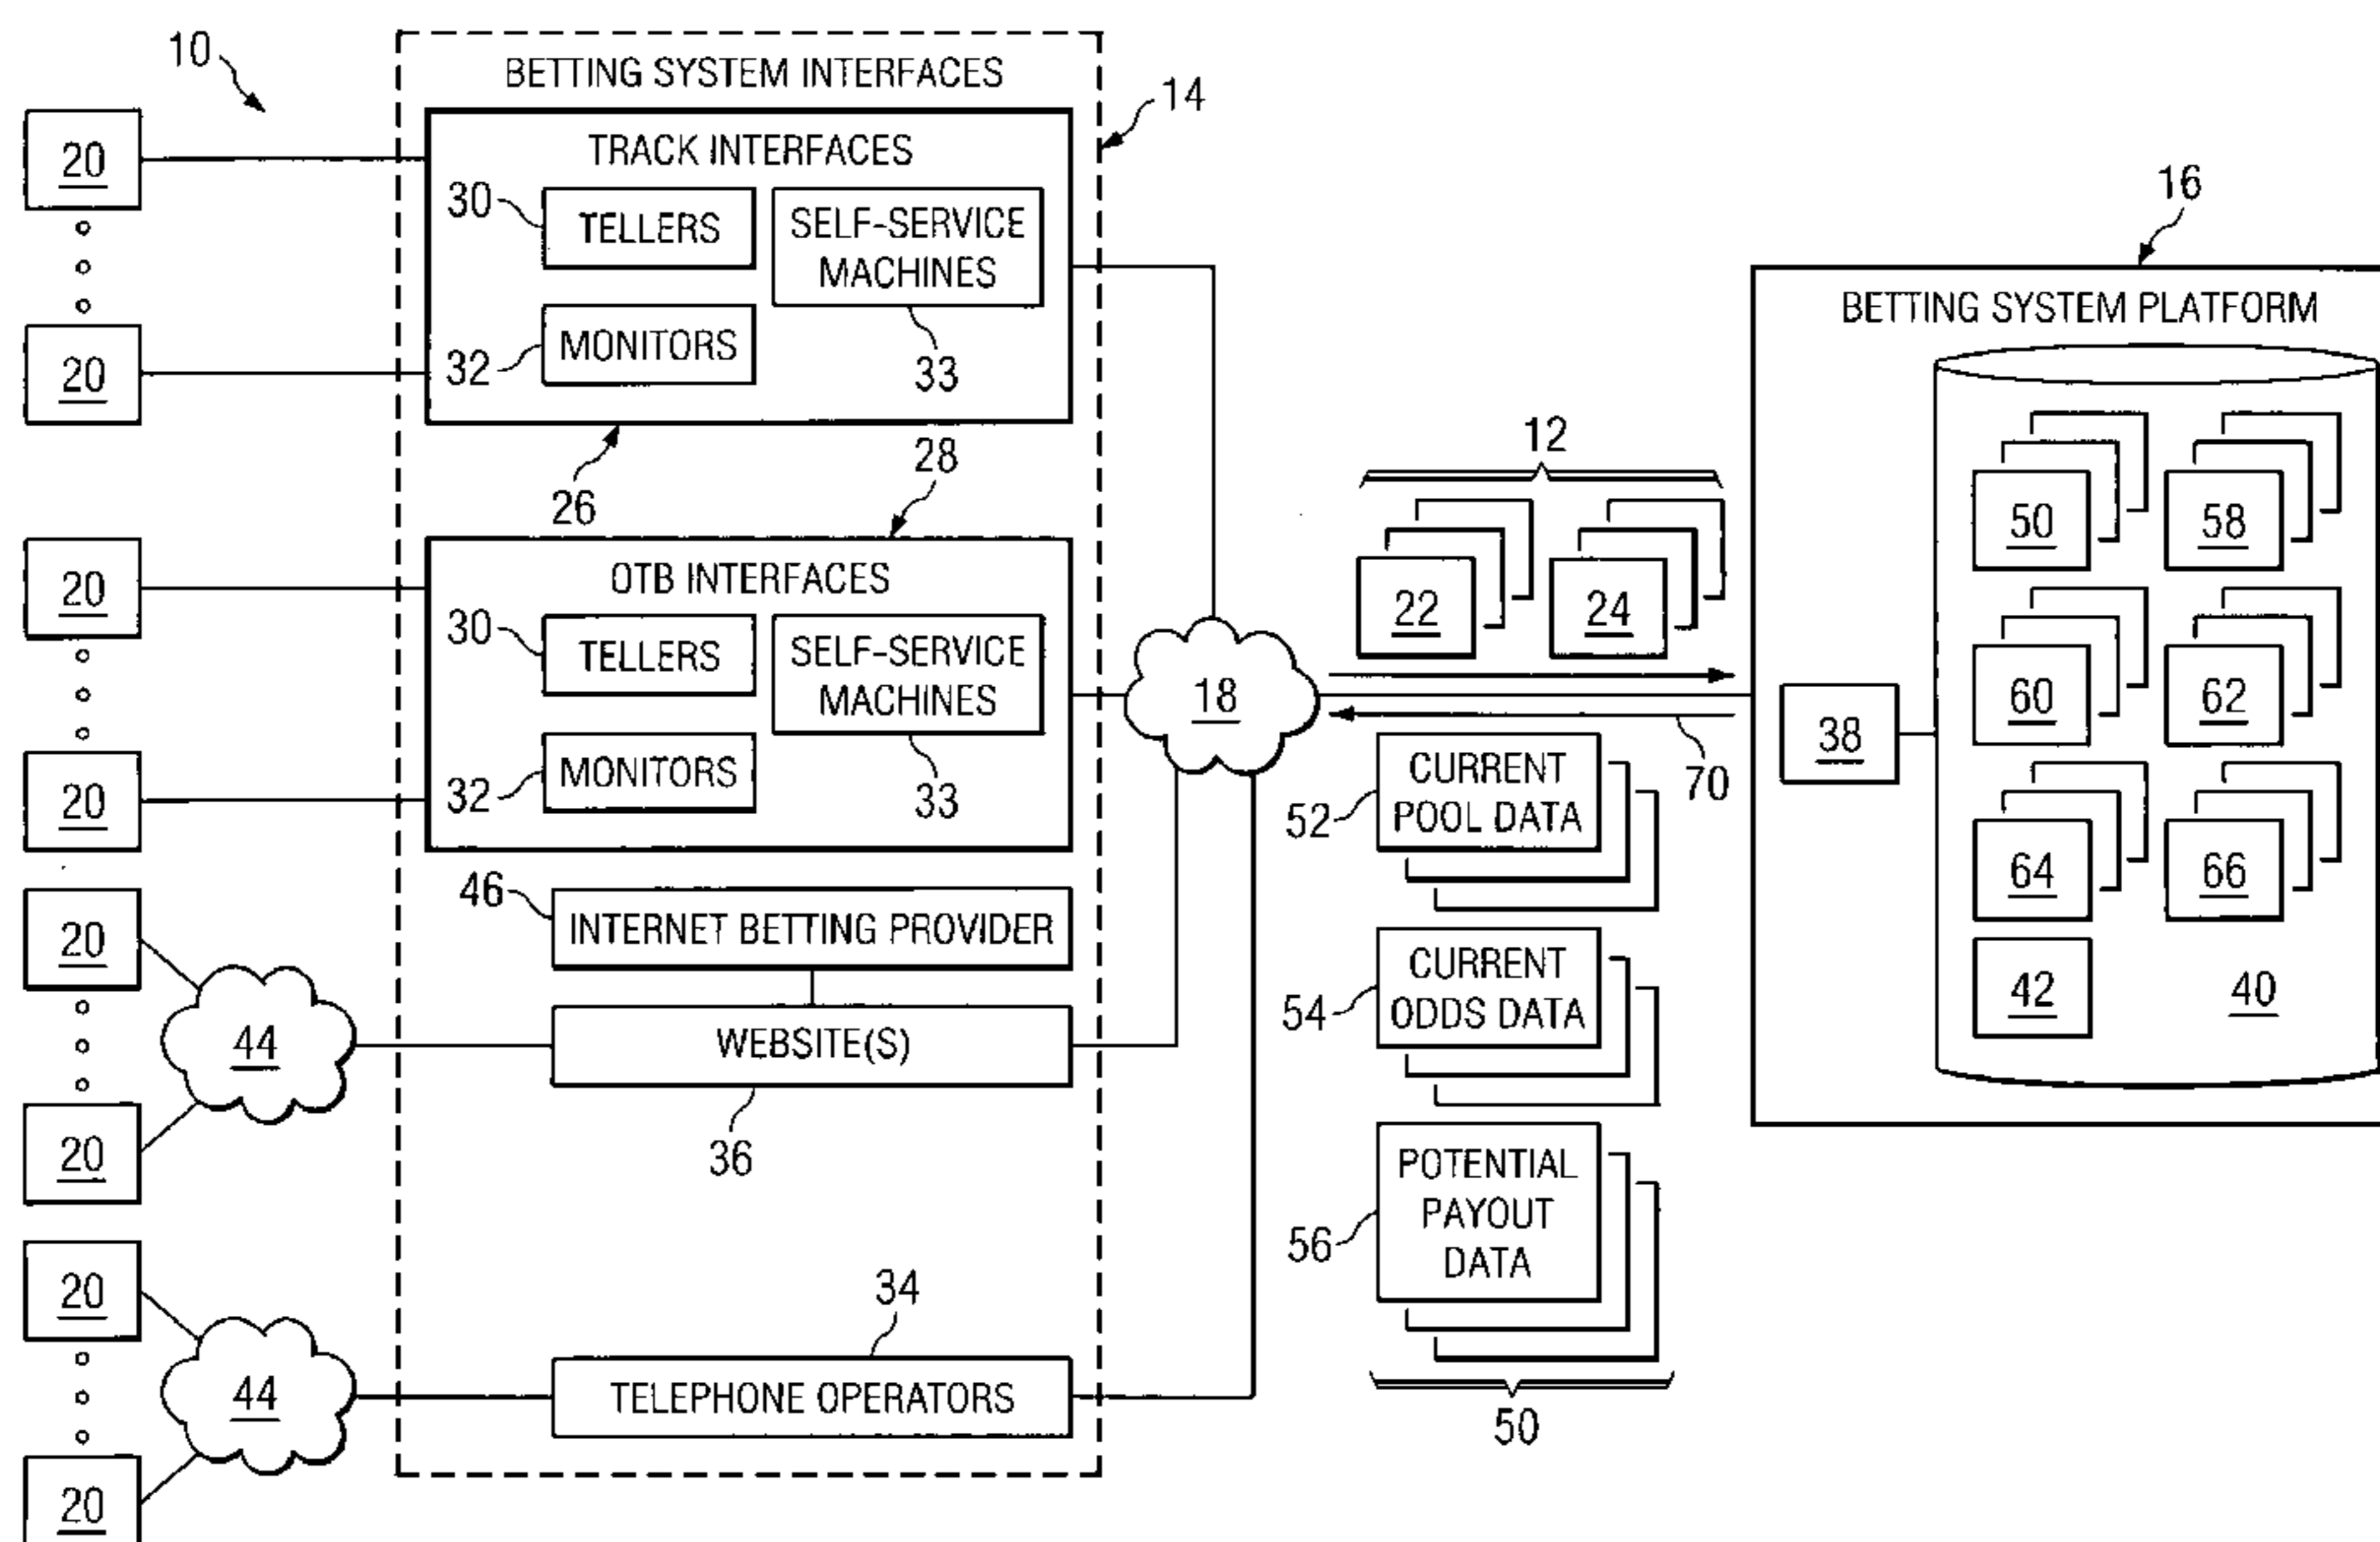 10
BETTING SYSTEM INTERFACES
14
20
20
TRACK INTERFACES
30
TELLERS
SELF-SERVICE
MACHINES
32
MONITORS
33
26
28
20
20
OTB INTERFACES
30
TELLERS
SELF-SERVICE
MACHINES
32
MONITORS
33
46
INTERNET BETTING PROVIDER
20
44
20
WEBSITE(S)
36
20
44
20
34
TELEPHONE OPERATORS
18
12
22
24
70
52
CURRENT
POOL DATA
54
CURRENT
ODDS DATA
56
POTENTIAL
PAYOUT
DATA
50
16
BETTING SYSTEM PLATFORM
38
50
58
60
62
64
66
42
40